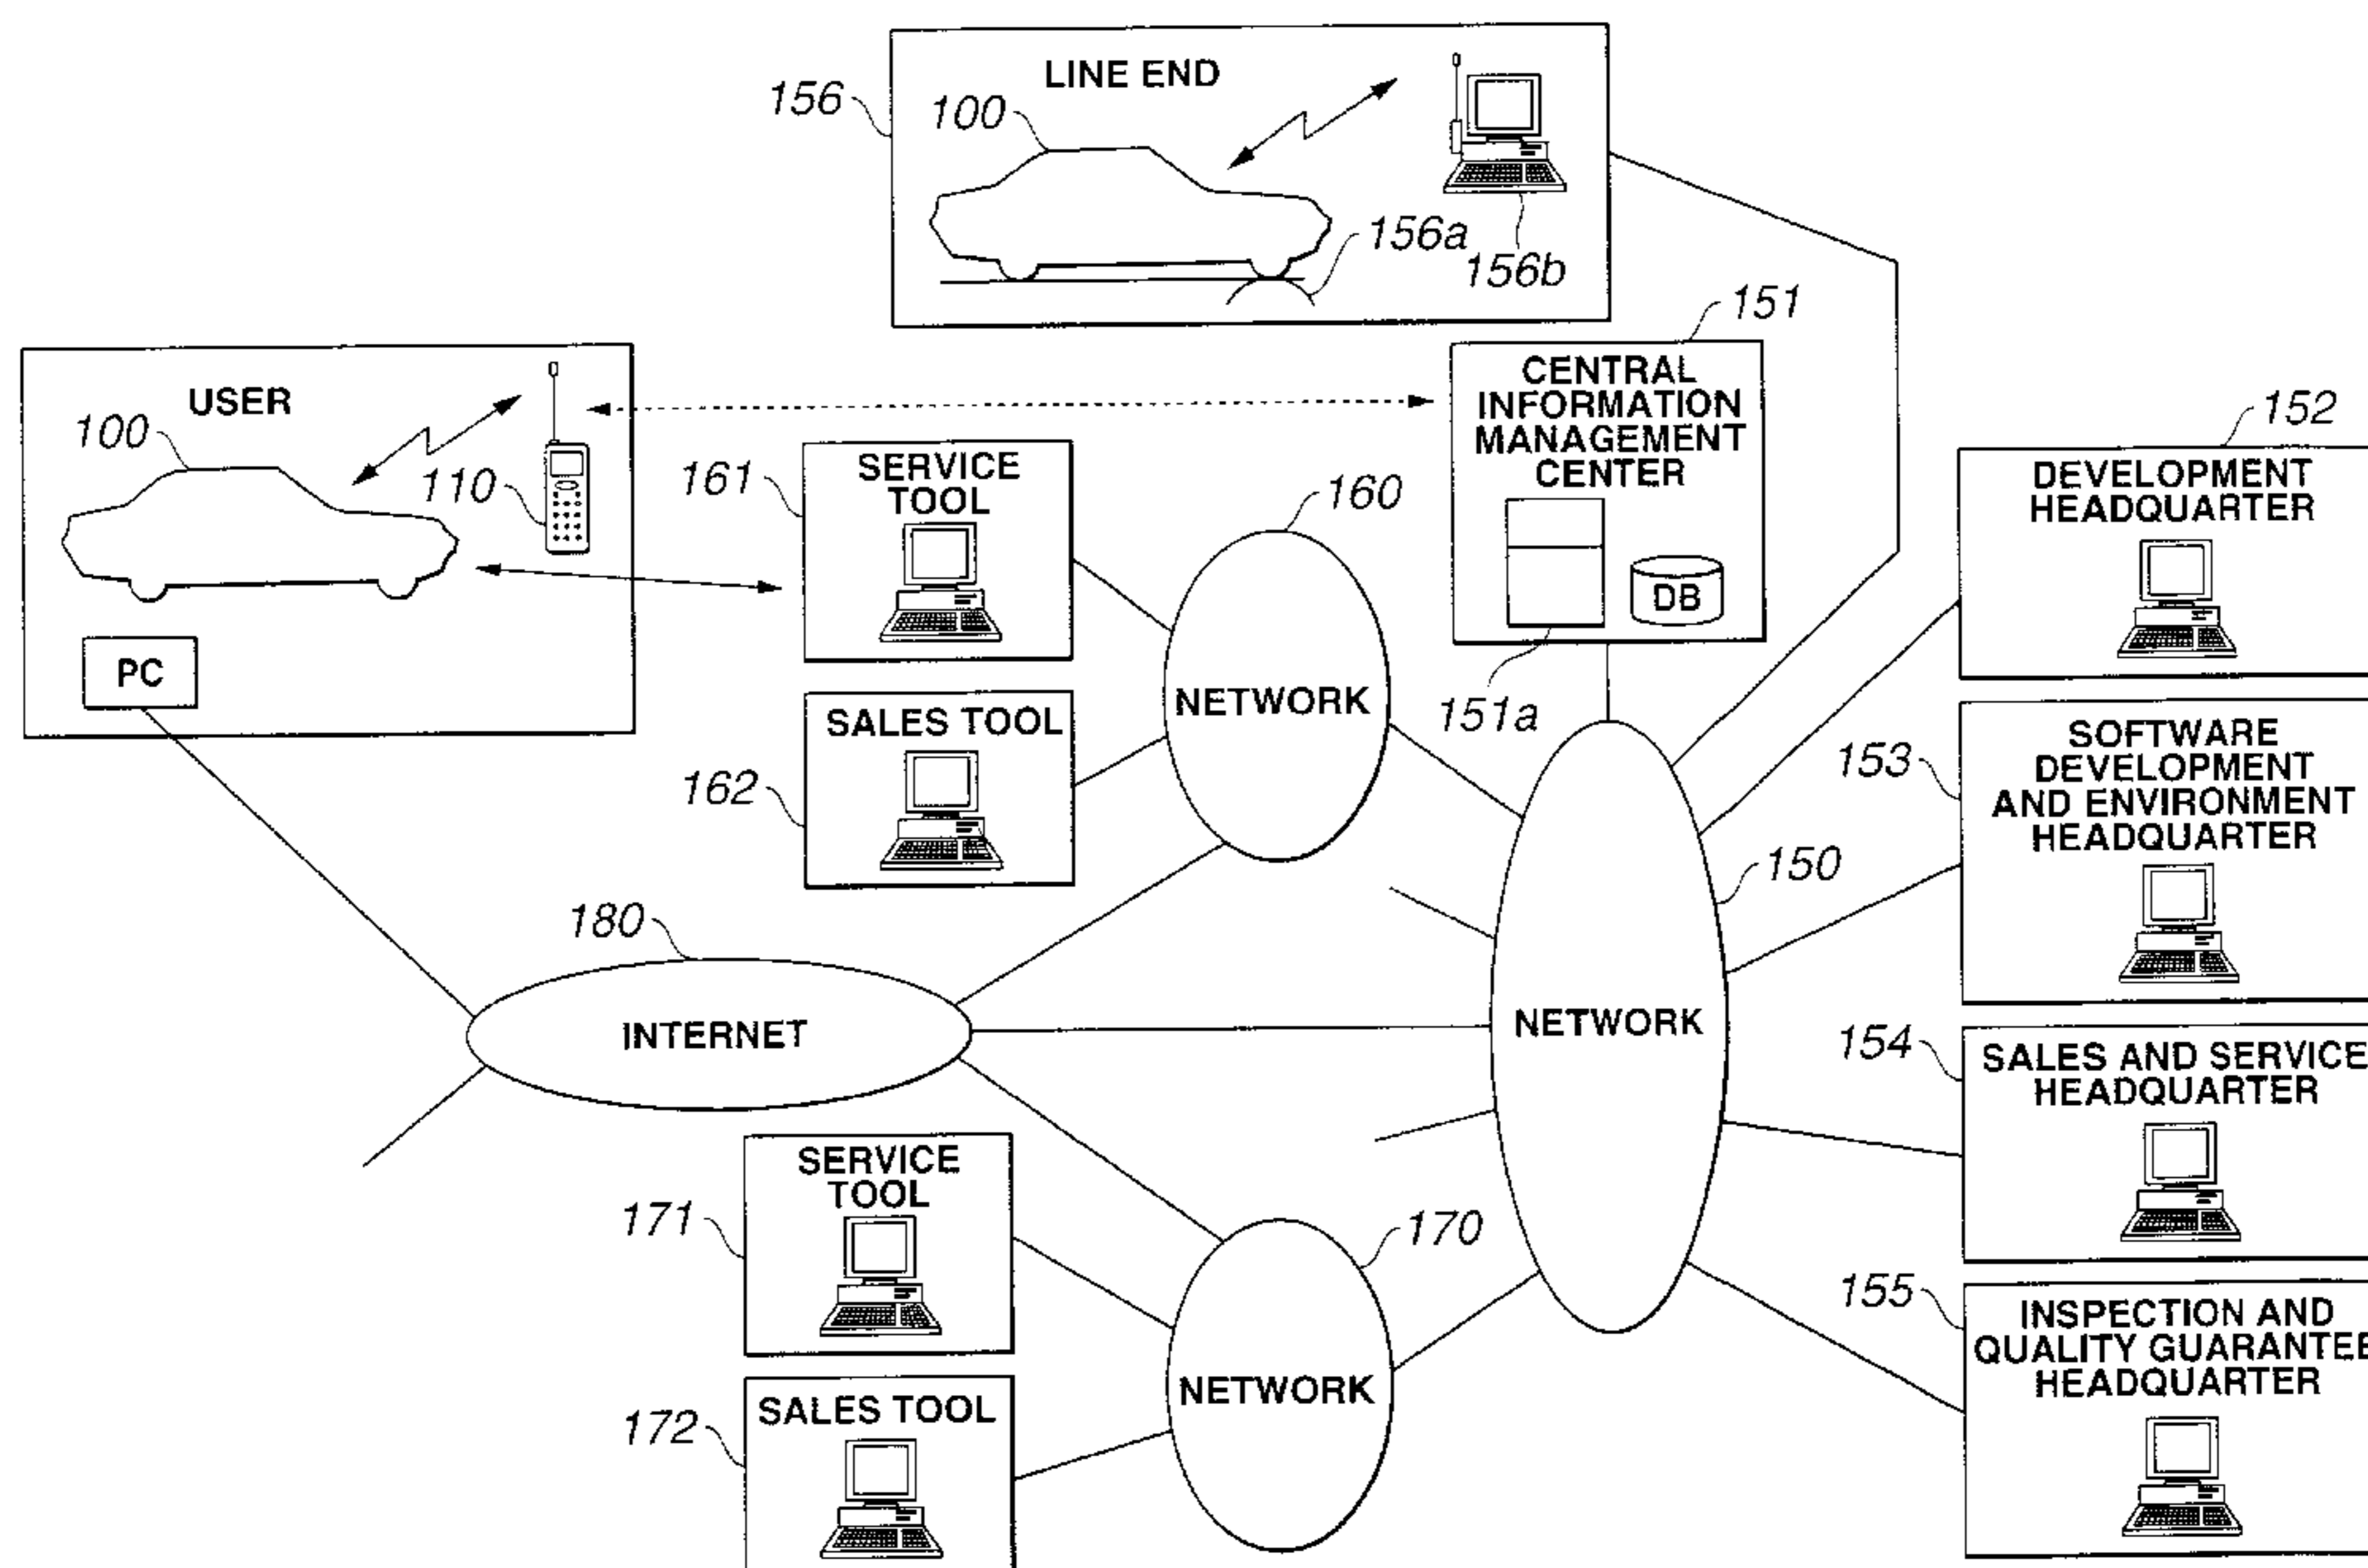 LINE END
156
100
156a
156b
151
USER
100
110
CENTRAL
INFORMATION
MANAGEMENT
CENTER
DB
151a
152
DEVELOPMENT
HEADQUARTER
161
SERVICE
TOOL
160
NETWORK
PC
SALES TOOL
162
153
SOFTWARE
DEVELOPMENT
AND ENVIRONMENT
HEADQUARTER
150
180
INTERNET
NETWORK
154
SALES AND SERVICE
HEADQUARTER
SERVICE
TOOL
171
170
NETWORK
155
INSPECTION AND
QUALITY GUARANTEE
HEADQUARTER
SALES TOOL
172